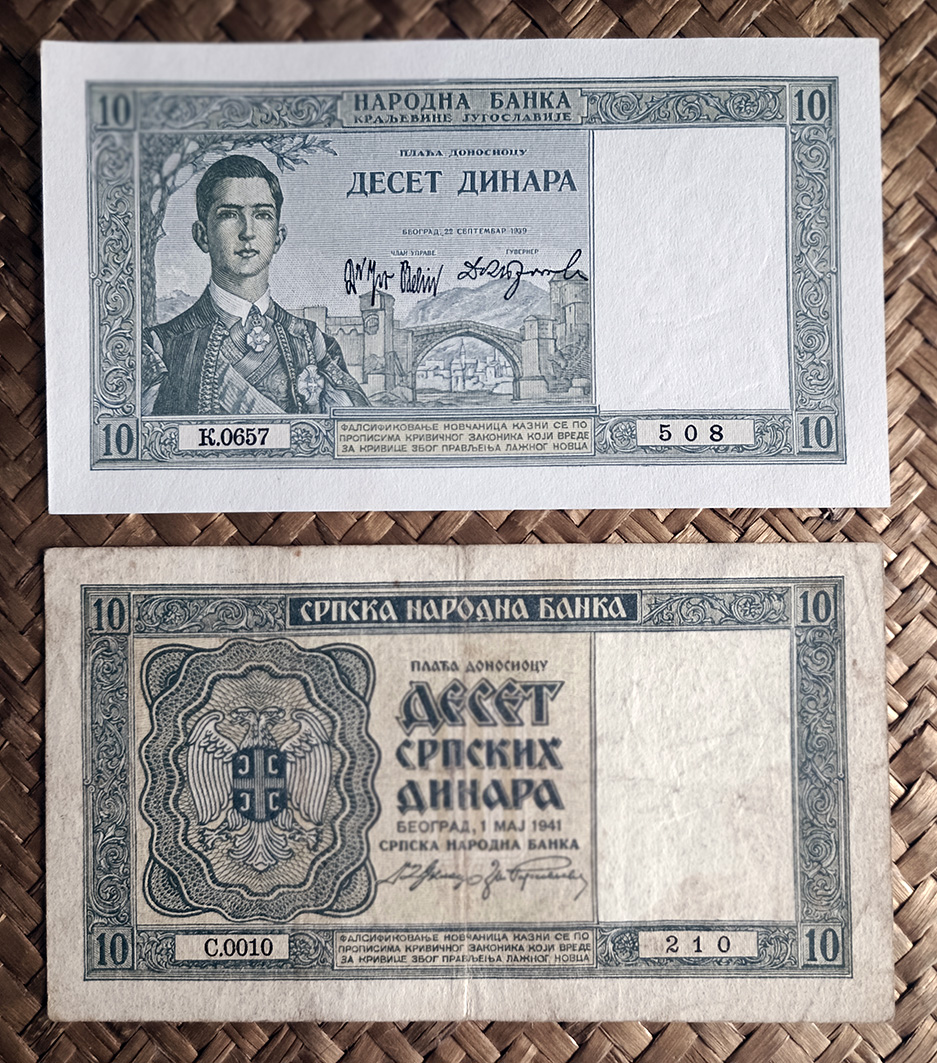 10
НАРОДНА БАНКА
10
КРАЉЕВИНЕ ЈУГОСЛАВИЈЕ
ПЛАЋА ДОНОСИОЦУ
ДЕСЕТ ДИНАРА
БЕОГРАД, 22 СЕПТЕМБАР 1939
ЧЛАН УПРАВЕ
ГУВЕРНЕР
10
К.0657
ФАЛСИФИКОВАЊЕ НОВЧАНИЦА КАЗНИ СЕ ПО
ПРОПИСИМА КРИВИЧНОГ ЗАКОНИКА КОЈИ ВРЕДЕ
ЗА КРИВИЦЕ ЗБОГ ПРАВЉЕЊА ЛАЖНОГ НОВЦА
508
10
10
СРПСКА НАРОДНА БАНКА
10
ПЛАЋА ДОНОСИОЦУ
ДЕСЕТ
СРПСКИХ
ДИНАРА
БЕОГРАД, 1 МАЈ 1941
СРПСКА НАРОДНА БАНКА
10
С.0010
ФАЛСИФИКОВАЊЕ НОВЧАНИЦА КАЗНИ СЕ ПО
ПРОПИСИМА КРИВИЧНОГ ЗАКОНИКА КОЈИ ВРЕДЕ
ЗА КРИВИЦЕ ЗБОГ ПРАВЉЕЊА ЛАЖНОГ НОВЦА
210
10